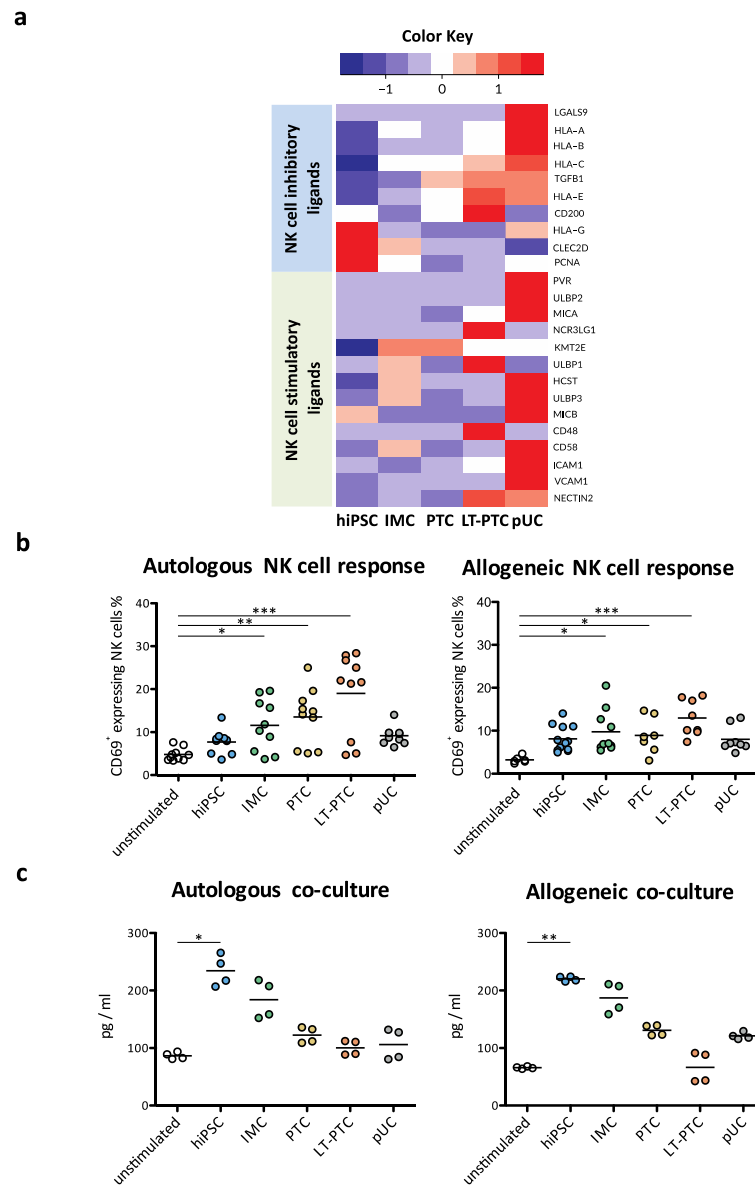 a
Color Key
−1 0 1
NK cell inhibitory
ligands
LGALS9
HLA−A
HLA−B
HLA−C
TGFB1
HLA−E
CD200
HLA−G
CLEC2D
PCNA
NK cell stimulatory
ligands
PVR
ULBP2
MICA
NCR3LG1
KMT2E
ULBP1
HCST
ULBP3
MICB
CD48
CD58
ICAM1
VCAM1
NECTIN2
hiPSC IMC PTC LT-PTC pUC
b
Autologous NK cell response
CD69⁺ expressing NK cells %
40
30
20
10
0
***
**
*
unstimulated hiPSC IMC PTC LT-PTC pUC
Allogeneic NK cell response
CD69⁺ expressing NK cells %
40
30
20
10
0
***
*
*
unstimulated hiPSC IMC PTC LT-PTC pUC
c
Autologous co-culture
pg / ml
300
200
100
0
*
unstimulated hiPSC IMC PTC LT-PTC pUC
Allogeneic co-culture
pg / ml
300
200
100
0
**
unstimulated hiPSC IMC PTC LT-PTC pUC